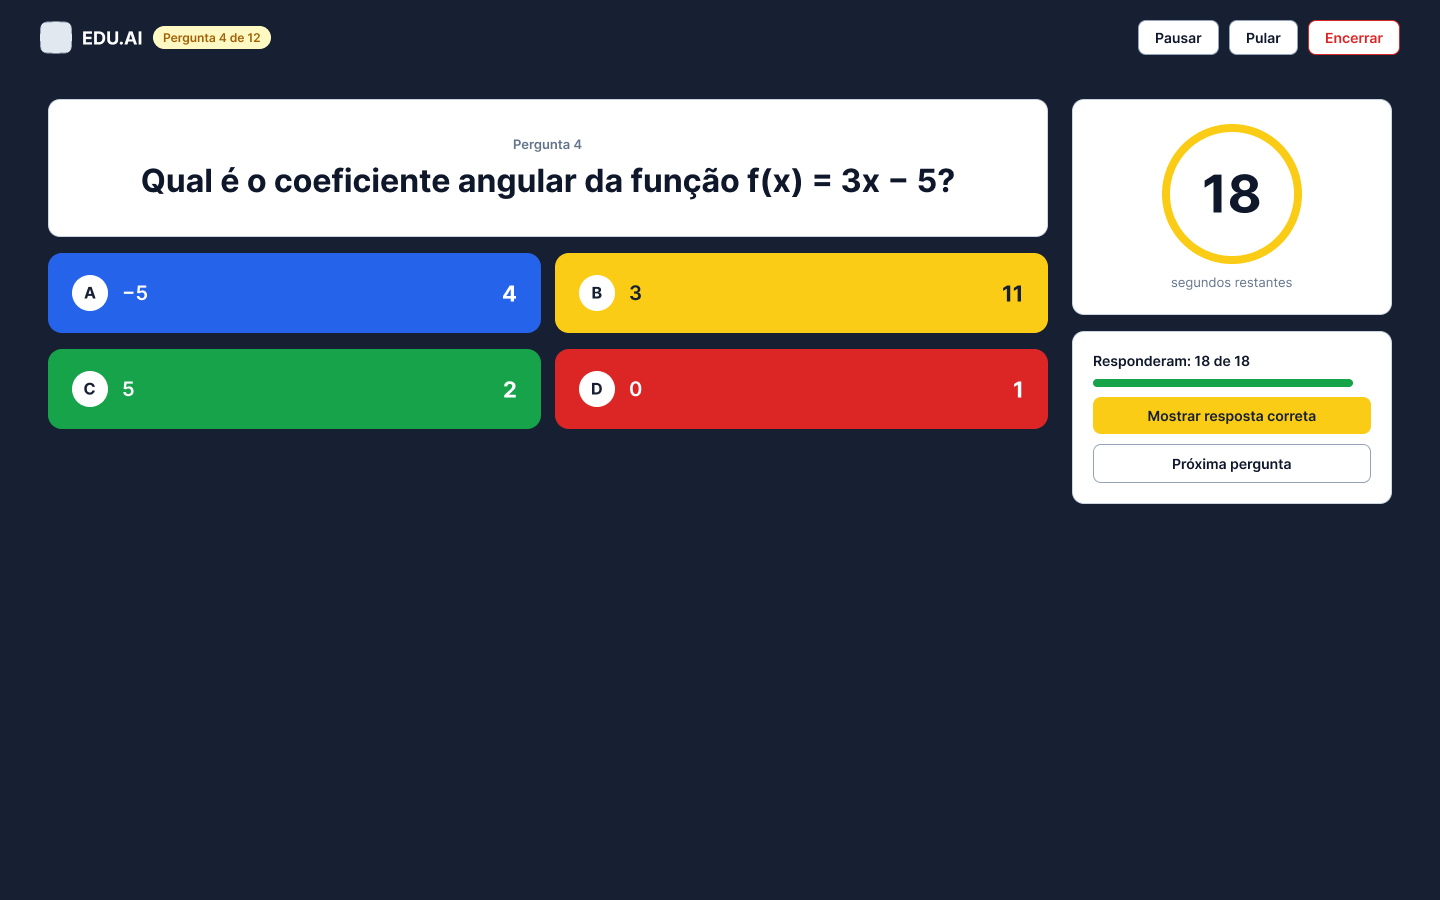 EDU.AI
Pergunta 4 de 12
Pausar
Pular
Encerrar
Pergunta 4
Qual é o coeficiente angular da função f(x) = 3x − 5?
A −5 4
B 3 11
C 5 2
D 0 1
18
segundos restantes
Responderam: 18 de 18
Mostrar resposta correta
Próxima pergunta